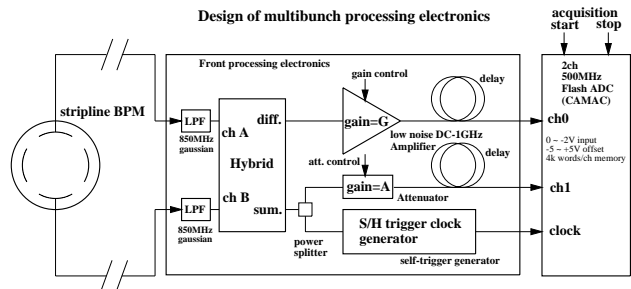 Design of multibunch processing electronics
acquisition
start stop
Front processing electronics
gain control
delay
2ch
500MHz
Flash ADC
(CAMAC)
stripline BPM
LPF
ch A
diff.
gain=G
ch0
850MHz
gaussian
low noise DC-1GHz
Amplifier
Hybrid
att. control
delay
0 ~ -2V input
-5 ~ +5V offset
4k words/ch memory
LPF
ch B
gain=A
ch1
sum.
Attenuator
850MHz
gaussian
power
splitter
S/H trigger clock
generator
clock
self-trigger generator